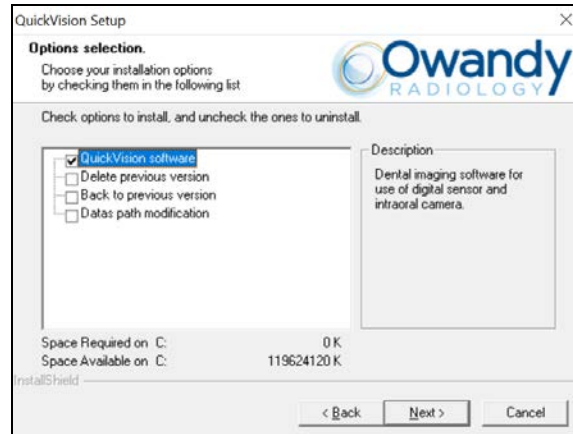 QuickVision Setup
Options selection.
Choose your installation options
by checking them in the following list
Owandy
RADIOLOGY
Check options to install, and uncheck the ones to uninstall.
QuickVision software
Delete previous version
Back to previous version
Datas path modification
Description
Dental imaging software for
use of digital sensor and
intraoral camera.
Space Required on C: 0 K
Space Available on C: 119624120 K
InstallShield
< Back Next > Cancel